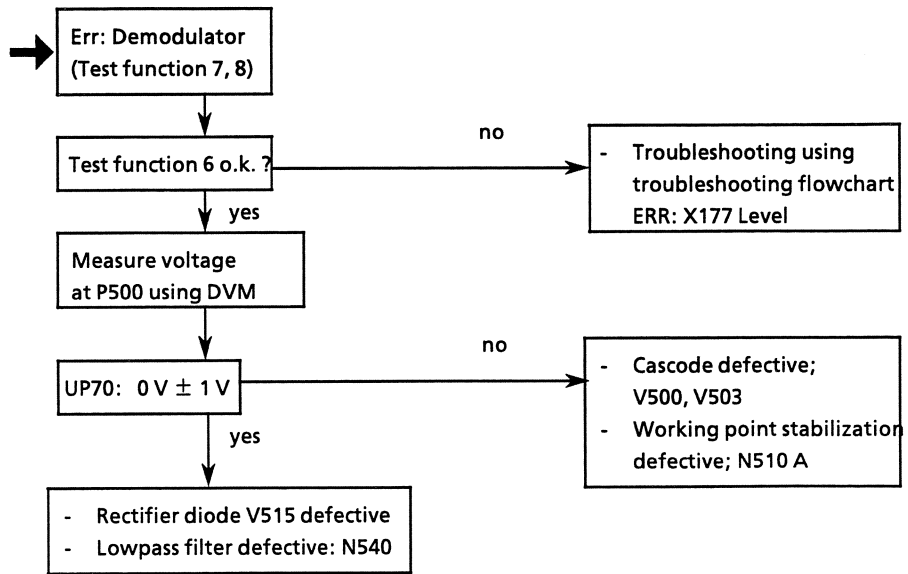 Err: Demodulator
(Test function 7, 8)
no
Test function 6 o.k. ?
- Troubleshooting using
troubleshooting flowchart
ERR: X177 Level
yes
Measure voltage
at P500 using DVM
no
UP70: 0 V ± 1 V
- Cascode defective;
V500, V503
- Working point stabilization
defective; N510 A
yes
- Rectifier diode V515 defective
- Lowpass filter defective: N540